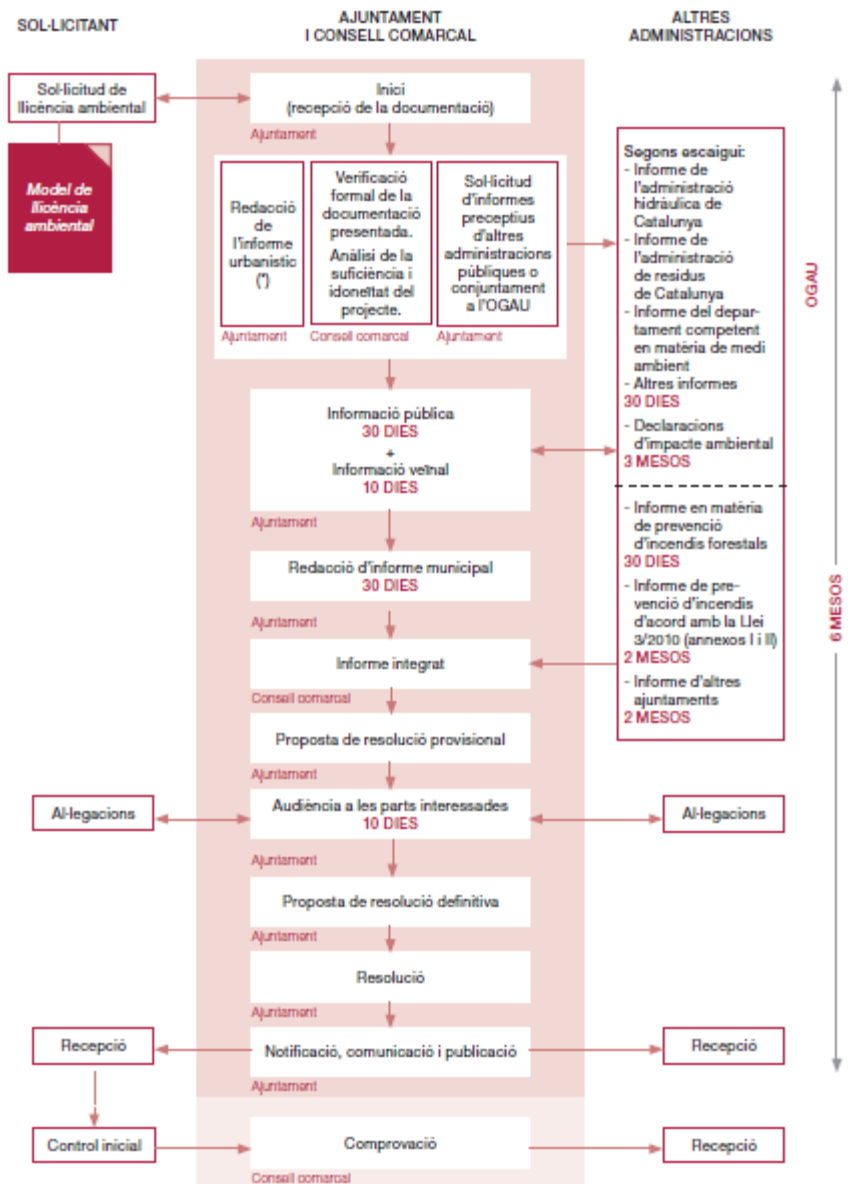 SOL·LICITANT
AJUNTAMENT
I CONSELL COMARCAL
ALTRES
ADMINISTRACIONS
Sol·licitud de
llicència ambiental
Inici
(recepció de la documentació)
Ajuntament
Model de
llicència
ambiental
Redacció
de
l'informe
urbanístic
(*)
Ajuntament
Verificació
formal de la
documentació
presentada.
Anàlisi de la
suficiència i
idoneïtat del
projecte.
Consell comarcal
Sol·licitud
d'informes
preceptius
d'altres
administracions
públiques o
conjuntament
a l'OGAU
Ajuntament
Segons escaigui:
- Informe de
l'administració
hidràulica de
Catalunya
- Informe de
l'administració
de residus
de Catalunya
- Informe del depar-
tament competent
en matèria de medi
ambient
- Altres informes
30 DIES
- Declaracions
d'impacte ambiental
3 MESOS
- Informe en matèria
de prevenció
d'incendis forestals
30 DIES
- Informe de pre-
venció d'incendis
d'acord amb la Llei
3/2010 (annexos I i II)
2 MESOS
- Informe d'altres
ajuntaments
2 MESOS
OGAU
6 MESOS
Informació pública
30 DIES
+
Informació veïnal
10 DIES
Ajuntament
Redacció d'informe municipal
30 DIES
Ajuntament
Informe integrat
Consell comarcal
Proposta de resolució provisional
Ajuntament
Al·legacions
Audiència a les parts interessades
10 DIES
Al·legacions
Ajuntament
Proposta de resolució definitiva
Ajuntament
Resolució
Ajuntament
Recepció
Notificació, comunicació i publicació
Recepció
Ajuntament
Control inicial
Comprovació
Recepció
Consell comarcal